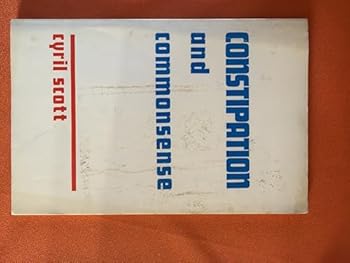 CONSTIPATION
and
commonsense
cyril scott